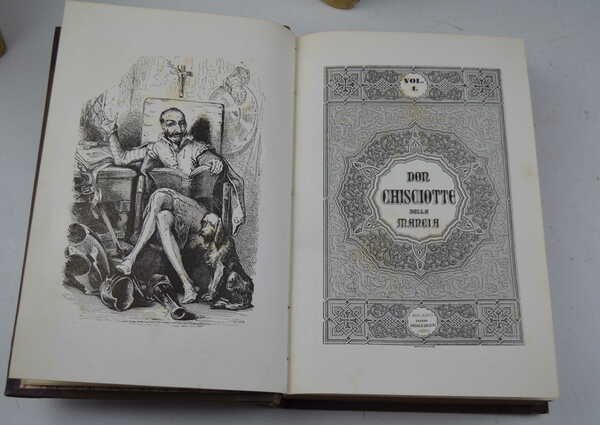 VOL.
I.
DON
CHISCIOTTE
DELLA
MANCIA